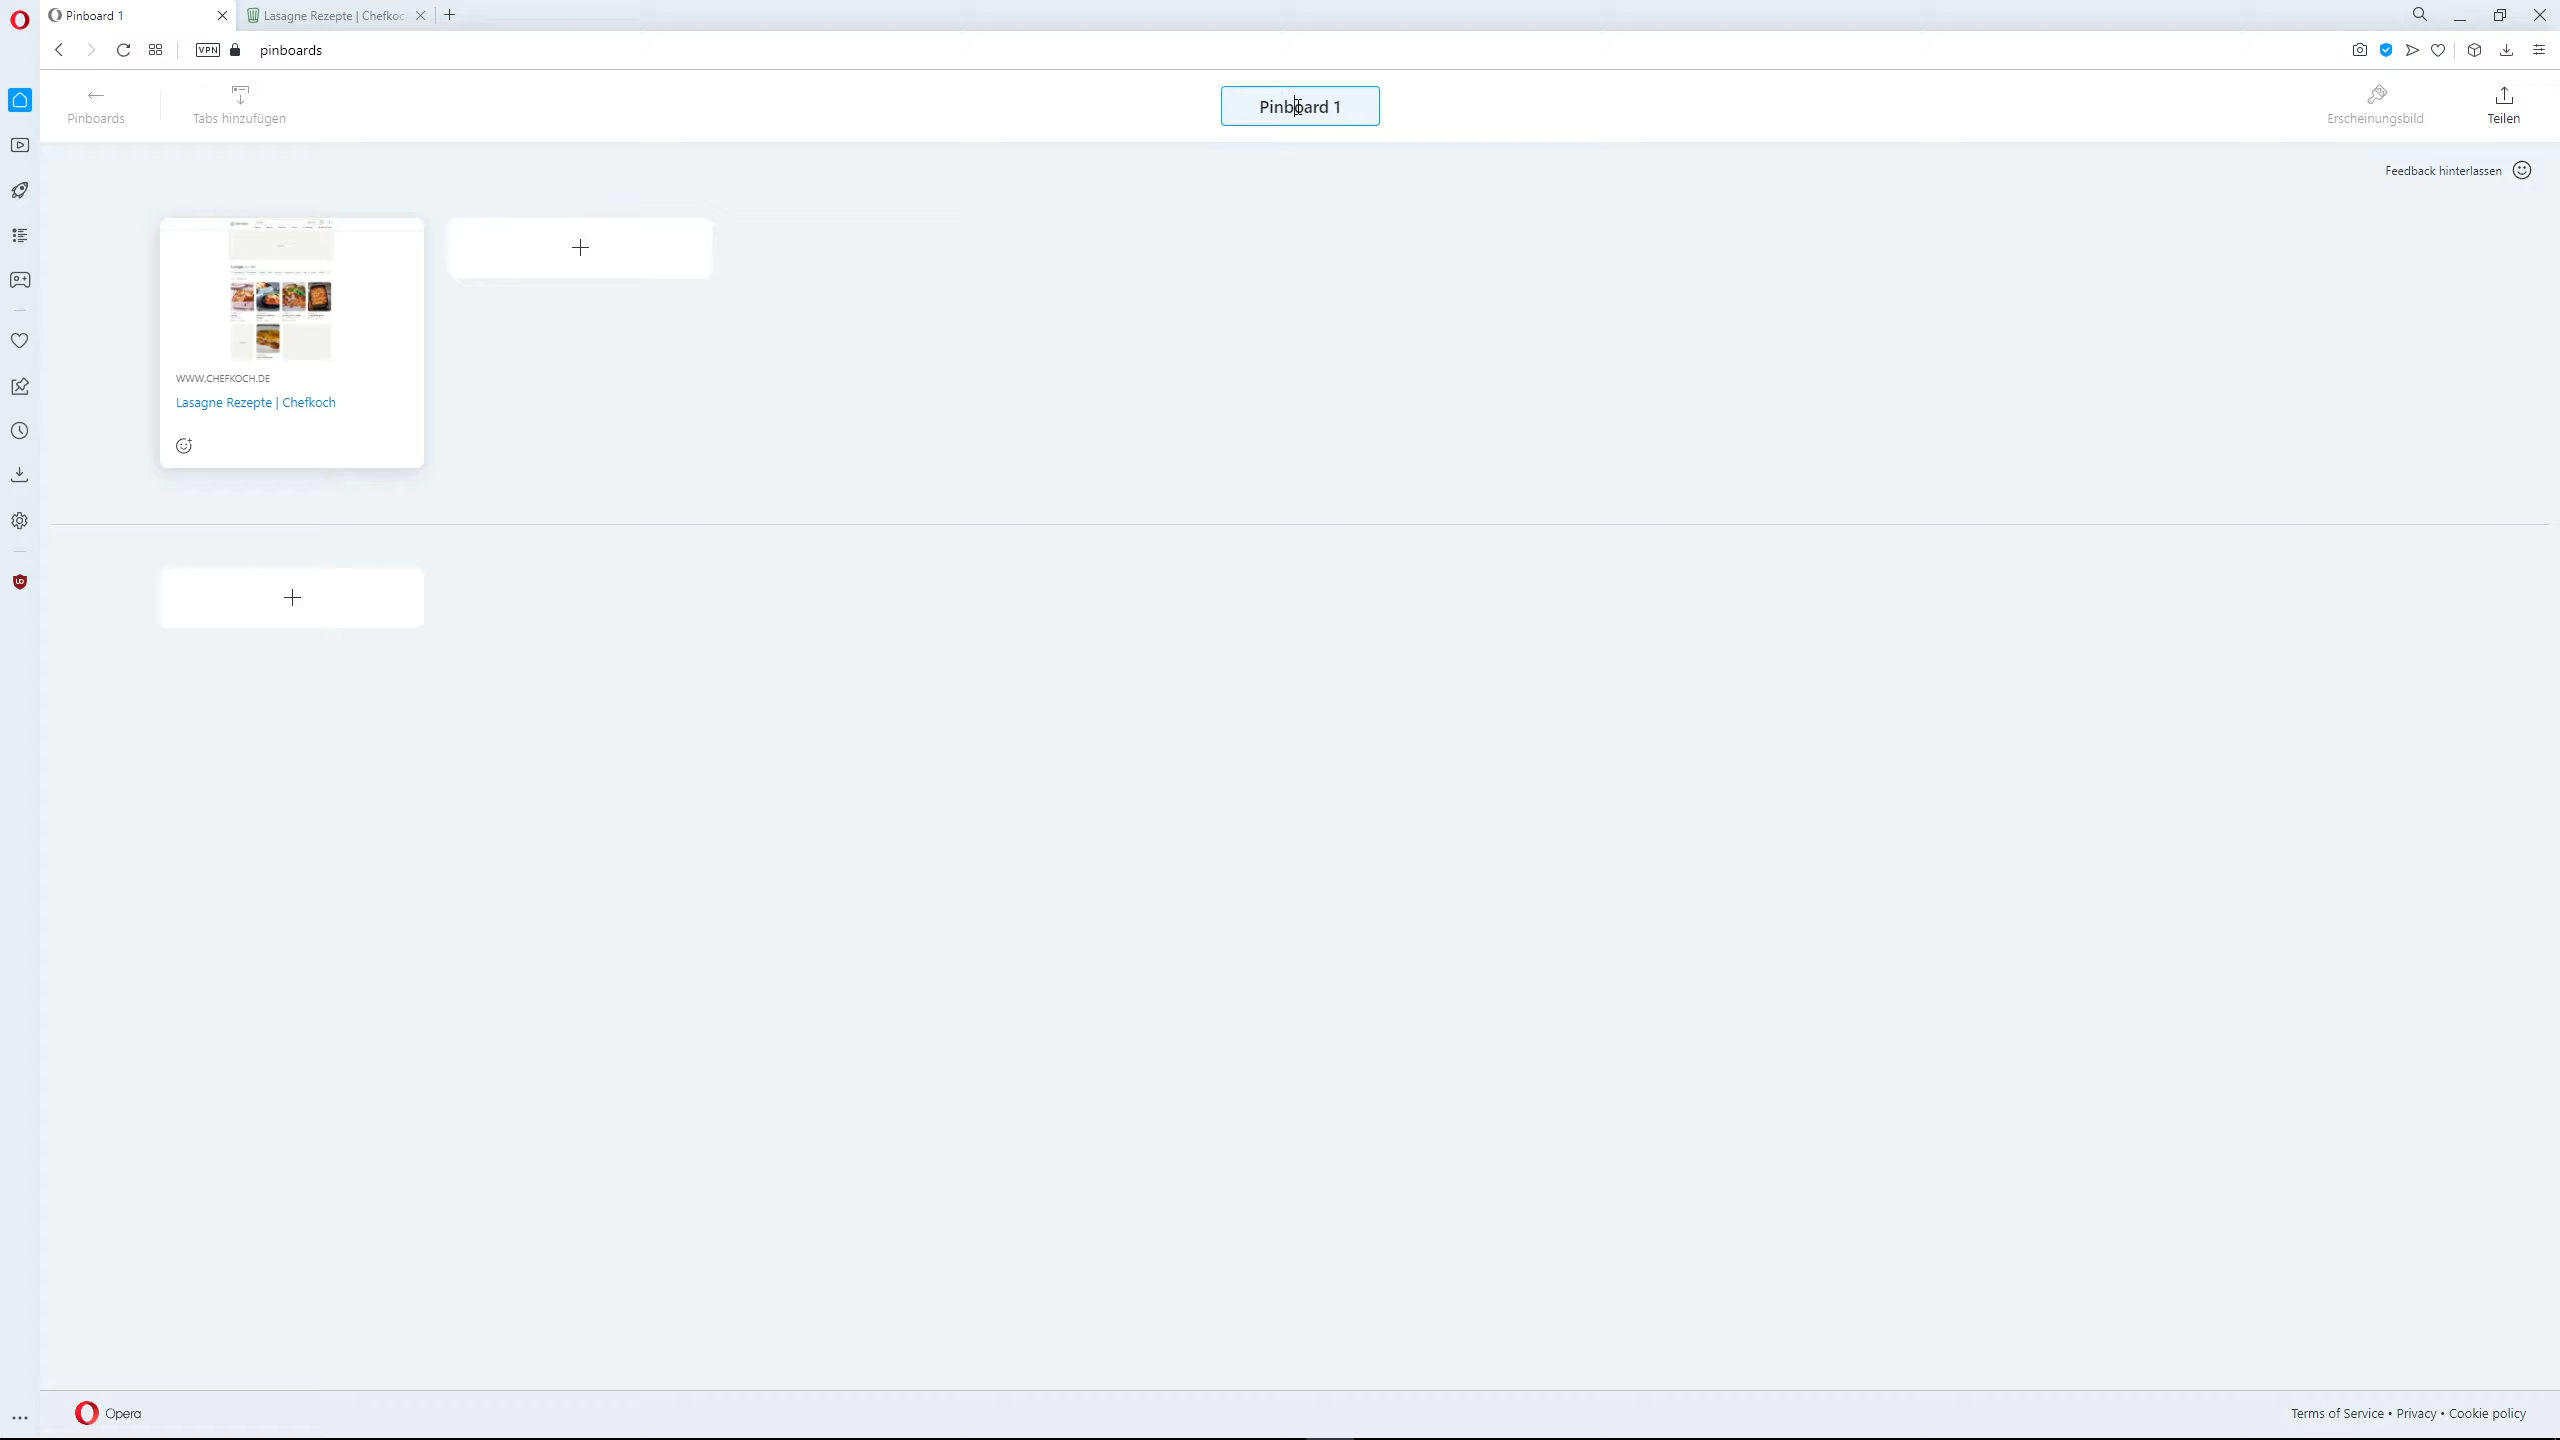 Pinboard 1
Lasagne Rezepte | Chefkoc
VPN
pinboards
Pinboards
Tabs hinzufügen
Pinboard 1
Erscheinungsbild
Teilen
Feedback hinterlassen
WWW.CHEFKOCH.DE
Lasagne Rezepte | Chefkoch
Opera
Terms of Service • Privacy • Cookie policy